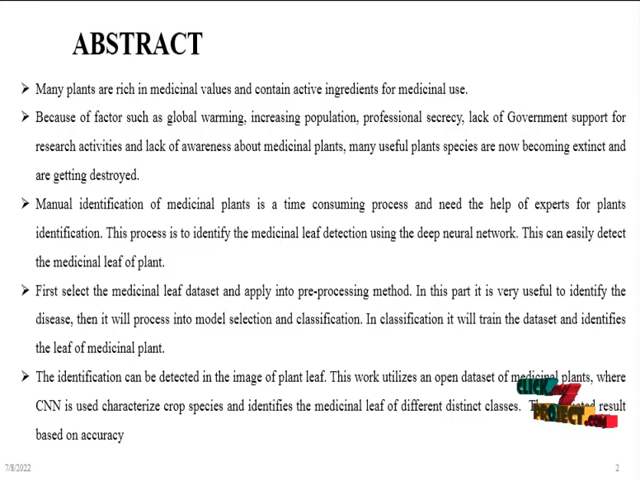 ABSTRACT
➢ Many plants are rich in medicinal values and contain active ingredients for medicinal use.
➢ Because of factor such as global warming, increasing population, professional secrecy, lack of Government support for
research activities and lack of awareness about medicinal plants, many useful plants species are now becoming extinct and
are getting destroyed.
➢ Manual identification of medicinal plants is a time consuming process and need the help of experts for plants
identification. This process is to identify the medicinal leaf detection using the deep neural network. This can easily detect
the medicinal leaf of plant.
➢ First select the medicinal leaf dataset and apply into pre-processing method. In this part it is very useful to identify the
disease, then it will process into model selection and classification. In classification it will train the dataset and identifies
the leaf of medicinal plant.
➢ The identification can be detected in the image of plant leaf. This work utilizes an open dataset of medicinal plants, where
CNN is used characterize crop species and identifies the medicinal leaf of different distinct classes. result
based on accuracy
CLICK
PROJECT.COM
7/8/2022
2